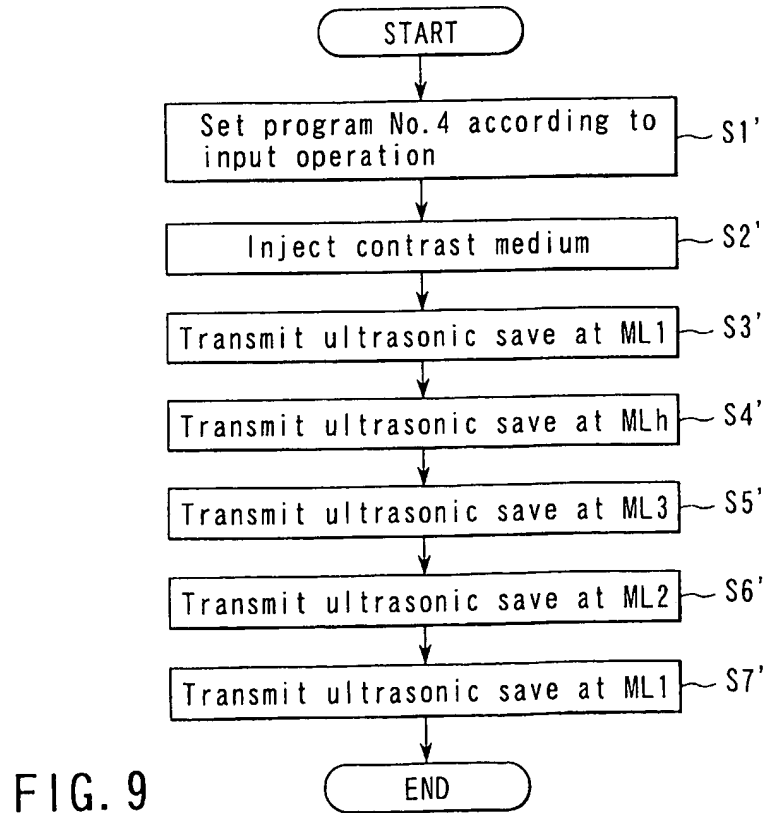 START
Set program No.4 according to
input operation
S1'
Inject contrast medium
S2'
Transmit ultrasonic save at ML1
S3'
Transmit ultrasonic save at MLh
S4'
Transmit ultrasonic save at ML3
S5'
Transmit ultrasonic save at ML2
S6'
Transmit ultrasonic save at ML1
S7'
END
FIG. 9